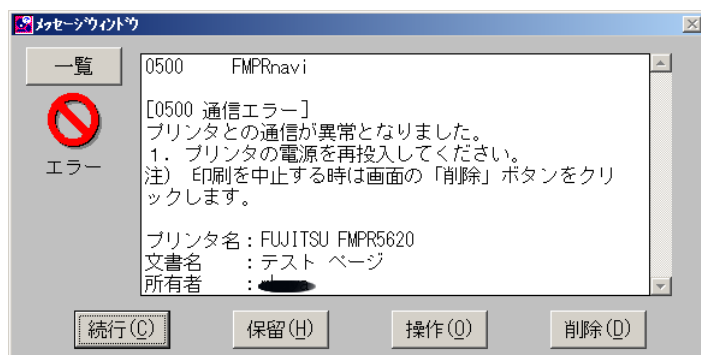 メッセージウィンドウ
一覧
エラー
0500 FMPRnavi
[0500 通信エラー]
プリンタとの通信が異常となりました。
1. プリンタの電源を再投入してください。
注) 印刷を中止する時は画面の「削除」ボタンをクリ
ックします。
プリンタ名:FUJITSU FMPR5620
文書名 :テスト ページ
所有者 :
続行(C)
保留(H)
操作(O)
削除(D)